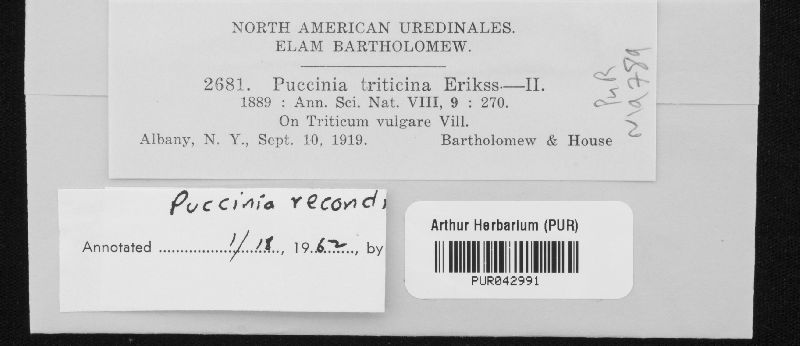 NORTH AMERICAN UREDINALES.
ELAM BARTHOLOMEW.
2681. Puccinia triticina Erikss.—II.
1889 : Ann. Sci. Nat. VIII, 9 : 270.
On Triticum vulgare Vill.
Albany, N. Y., Sept. 10, 1919. Bartholomew & House
PUR
Puccinia recondi
Annotated 1/18, 1962, by
Arthur Herbarium (PUR)
PUR042991